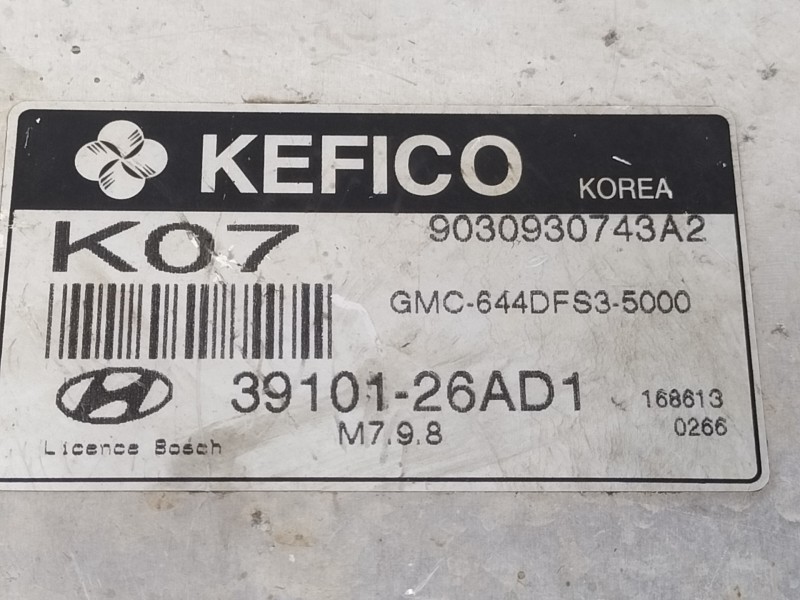 KEFICO
KOREA
K07
9030930743A2
GMC-644DFS3-5000
39101-26AD1
168613
M7.9.8
0266
Licence Bosch